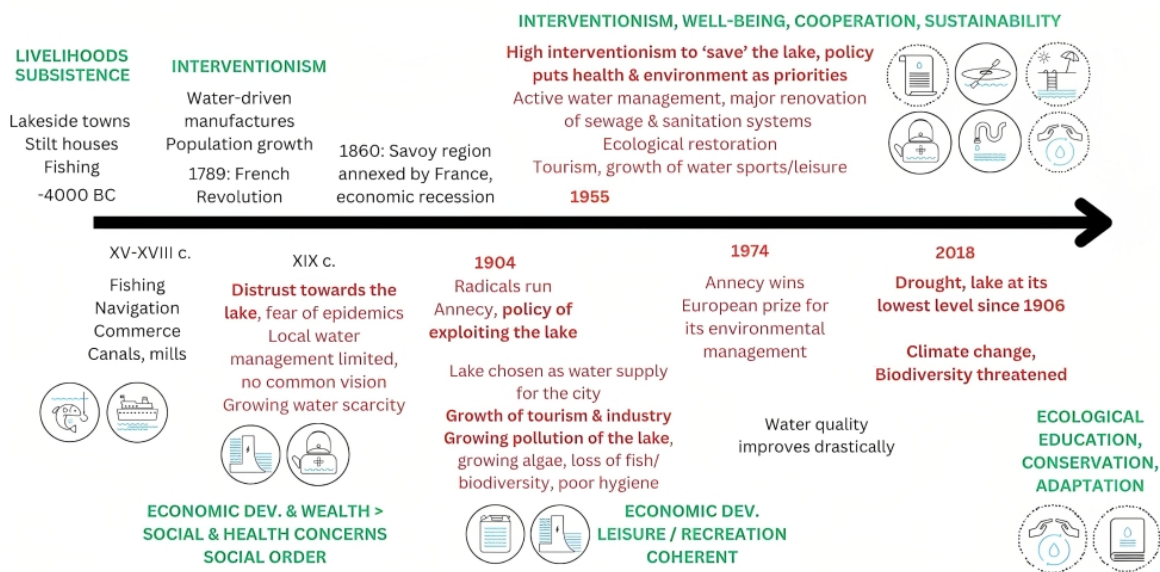 INTERVENTIONISM, WELL-BEING, COOPERATION, SUSTAINABILITY
LIVELIHOODS
SUBSISTENCE
Lakeside towns
Stilt houses
Fishing
-4000 BC
INTERVENTIONISM
Water-driven
manufactures
Population growth
1789: French
Revolution
1860: Savoy region
annexed by France,
economic recession
High interventionism to ‘save’ the lake, policy
puts health & environment as priorities
Active water management, major renovation
of sewage & sanitation systems
Ecological restoration
Tourism, growth of water sports/leisure
1955
XV-XVIII c.
Fishing
Navigation
Commerce
Canals, mills
XIX c.
Distrust towards the
lake, fear of epidemics
Local water
management limited,
no common vision
Growing water scarcity
ECONOMIC DEV. & WEALTH >
SOCIAL & HEALTH CONCERNS
SOCIAL ORDER
1904
Radicals run
Annecy, policy of
exploiting the lake
Lake chosen as water supply
for the city
Growth of tourism & industry
Growing pollution of the lake,
growing algae, loss of fish/
biodiversity, poor hygiene
ECONOMIC DEV.
LEISURE / RECREATION
COHERENT
1974
Annecy wins
European prize for
its environmental
management
Water quality
improves drastically
2018
Drought, lake at its
lowest level since 1906
Climate change,
Biodiversity threatened
ECOLOGICAL
EDUCATION,
CONSERVATION,
ADAPTATION